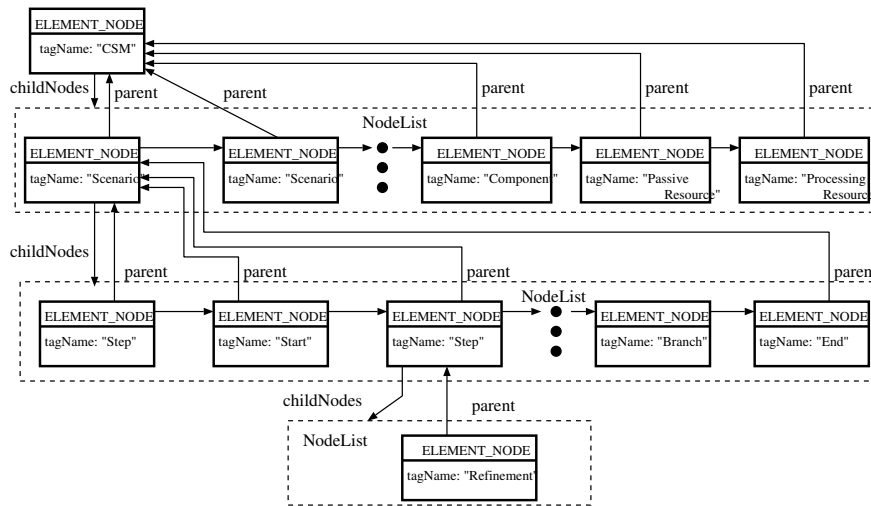 ELEMENT_NODE
tagName: "CSM"
childNodes
parent
parent
parent
parent
parent
NodeList
ELEMENT_NODE
tagName: "Scenario"
ELEMENT_NODE
tagName: "Scenario"
ELEMENT_NODE
tagName: "Component"
ELEMENT_NODE
tagName: "Passive
Resource"
ELEMENT_NODE
tagName: "Processing
Resource"
childNodes
parent
parent
parent
parent
NodeList
ELEMENT_NODE
tagName: "Step"
ELEMENT_NODE
tagName: "Start"
ELEMENT_NODE
tagName: "Step"
ELEMENT_NODE
tagName: "Branch"
ELEMENT_NODE
tagName: "End"
childNodes
parent
NodeList
ELEMENT_NODE
tagName: "Refinement"